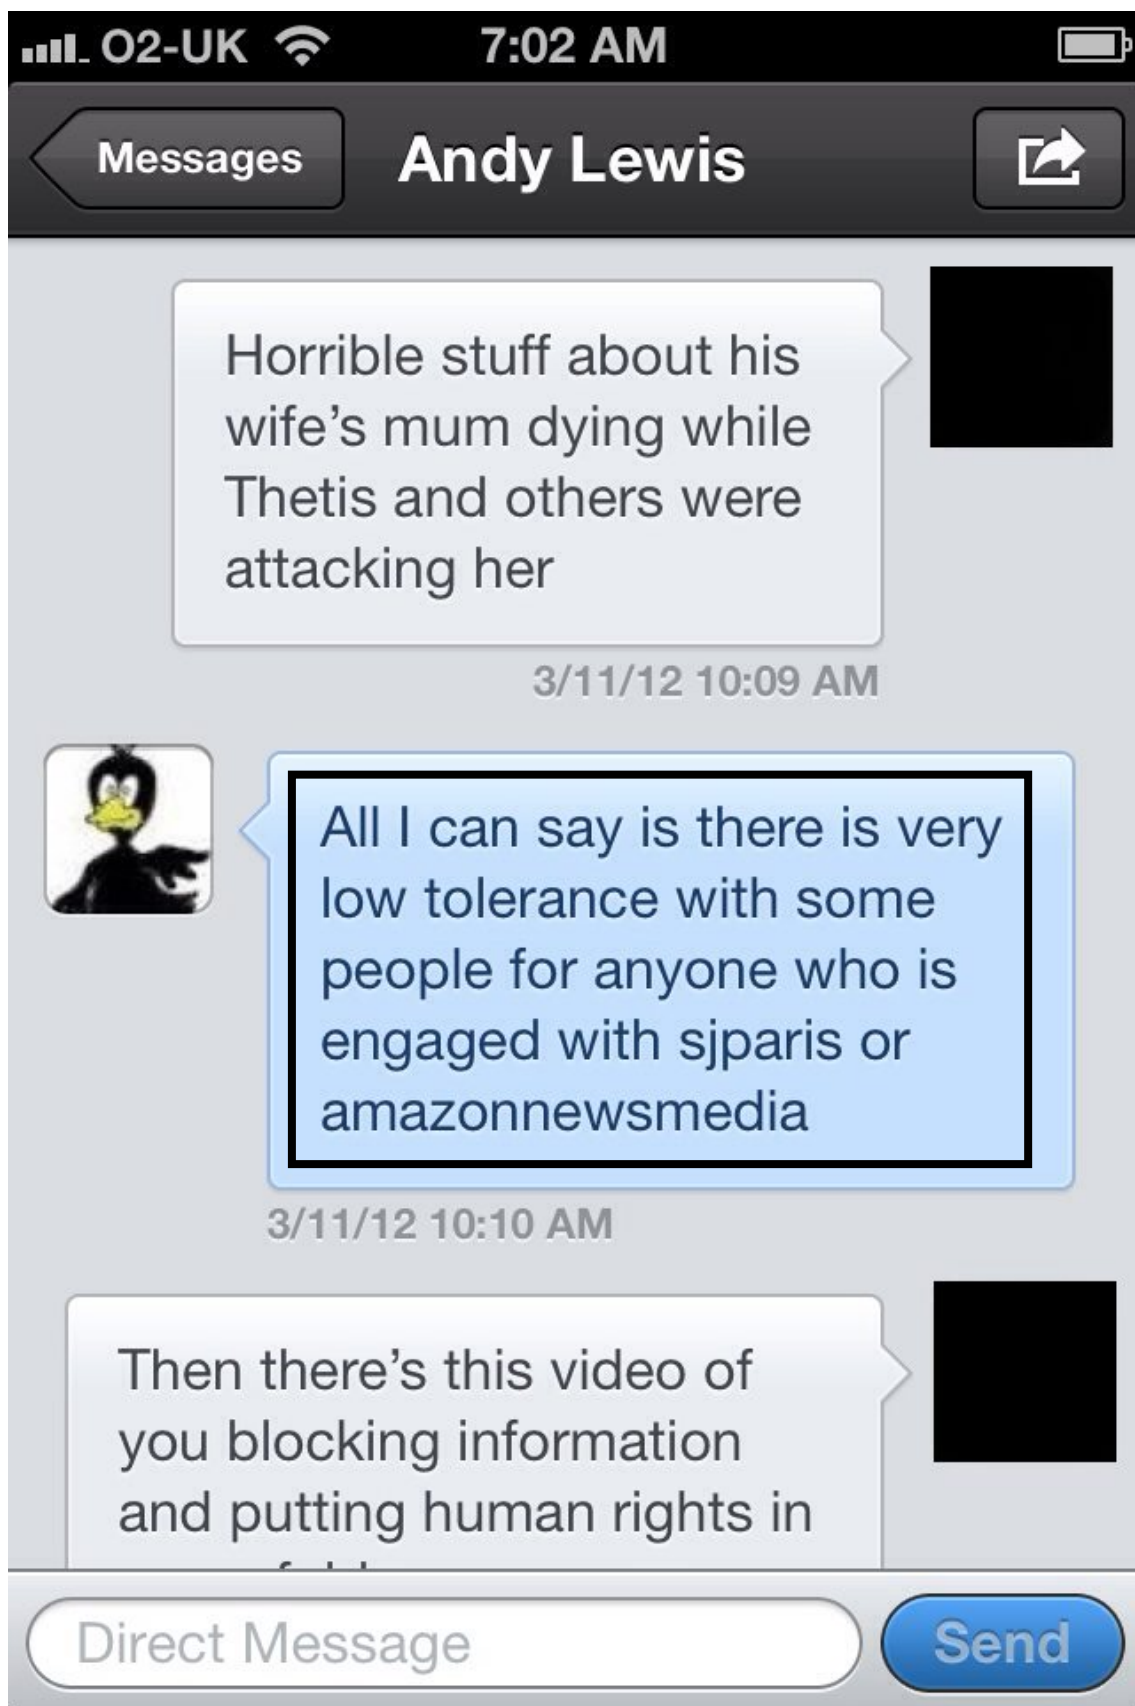 O2-UK 7:02 AM
Messages Andy Lewis
Horrible stuff about his
wife's mum dying while
Thetis and others were
attacking her
3/11/12 10:09 AM
All I can say is there is very
low tolerance with some
people for anyone who is
engaged with sjparis or
amazonnewsmedia
3/11/12 10:10 AM
Then there's this video of
you blocking information
and putting human rights in
Direct Message Send